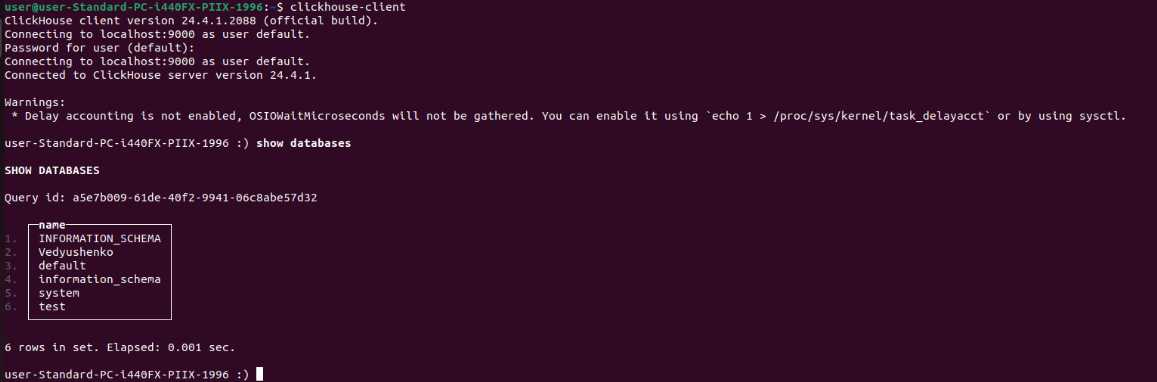 user@user-Standard-PC-i440FX-PIIX-1996:~$ clickhouse-client
ClickHouse client version 24.4.1.2088 (official build).
Connecting to localhost:9000 as user default.
Password for user (default):
Connecting to localhost:9000 as user default.
Connected to ClickHouse server version 24.4.1.
Warnings:
* Delay accounting is not enabled, OSIOWaitMicroseconds will not be gathered. You can enable it using `echo 1 > /proc/sys/kernel/task_delayacct` or by using sysctl.
user-Standard-PC-i440FX-PIIX-1996 :) show databases
SHOW DATABASES
Query id: a5e7b009-61de-40f2-9941-06c8abe57d32
name
1. INFORMATION_SCHEMA
2. Vedyushenko
3. default
4. information_schema
5. system
6. test
6 rows in set. Elapsed: 0.001 sec.
user-Standard-PC-i440FX-PIIX-1996 :)